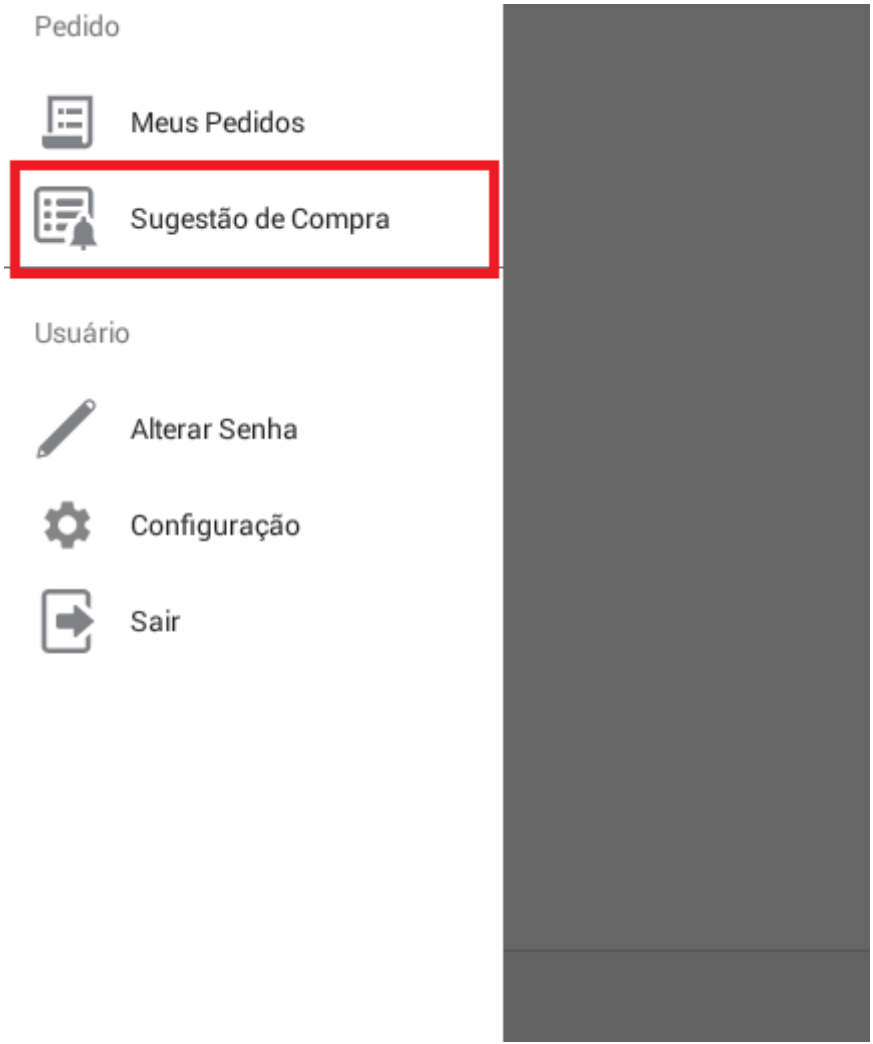 Pedido
Meus Pedidos
Sugestão de Compra
Usuário
Alterar Senha
Configuração
Sair